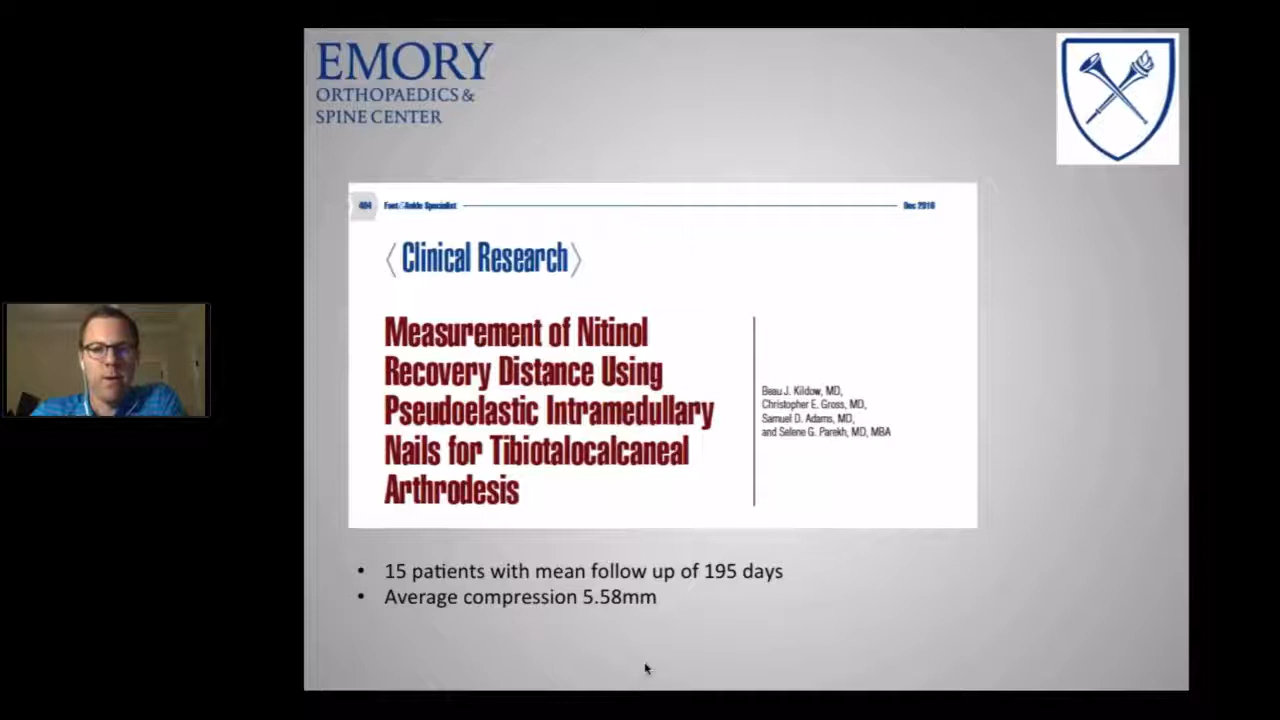 EMORY
ORTHOPAEDICS &
SPINE CENTER
484 Foot & Ankle Specialist Dec 2016
〈Clinical Research〉
Measurement of Nitinol
Recovery Distance Using
Pseudoelastic Intramedullary
Nails for Tibiotalocalcaneal
Arthrodesis
Beau J. Kildow, MD,
Christopher E. Gross, MD,
Samuel D. Adams, MD,
and Selene G. Parekh, MD, MBA
• 15 patients with mean follow up of 195 days
• Average compression 5.58mm